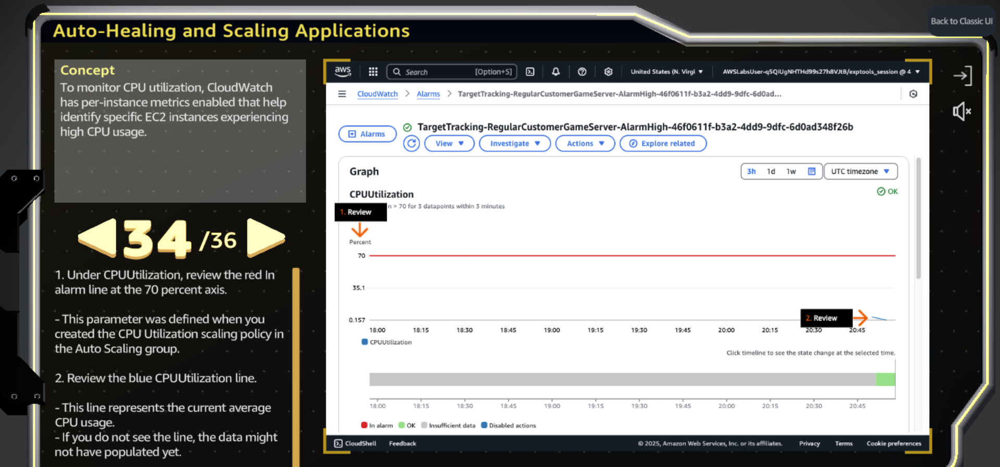 Back to Classic UI
Auto-Healing and Scaling Applications
Concept
To monitor CPU utilization, CloudWatch
has per-instance metrics enabled that help
identify specific EC2 instances experiencing
high CPU usage.
34 /36
1. Under CPUUtilization, review the red In
alarm line at the 70 percent axis.
- This parameter was defined when you
created the CPU Utilization scaling policy in
the Auto Scaling group.
2. Review the blue CPUUtilization line.
- This line represents the current average
CPU usage.
- If you do not see the line, the data might
not have populated yet.
aws Search [Option+S] United States (N. Virgi AWSLabsUser-q5QiUgNHTHd99s27h8VJtB/exptools_session @ 4
CloudWatch > Alarms > TargetTracking-RegularCustomerGameServer-AlarmHigh-46f0611f-b3a2-4dd9-9dfc-6d0ad...
Alarms
TargetTracking-RegularCustomerGameServer-AlarmHigh-46f0611f-b3a2-4dd9-9dfc-6d0ad348f26b
View Investigate Actions Explore related
Graph
3h 1d 1w UTC timezone
CPUUtilization
OK
n > 70 for 3 datapoints within 3 minutes
1. Review
Percent
70
35.1
0.157
2. Review
18:00 18:15 18:30 18:45 19:00 19:15 19:30 19:45 20:00 20:15 20:30 20:45
CPUUtilization
Click timeline to see the state change at the selected time.
18:00 18:15 18:30 18:45 19:00 19:15 19:30 19:45 20:00 20:15 20:30 20:45
In alarm OK Insufficient data Disabled actions
CloudShell Feedback © 2025, Amazon Web Services, Inc. or its affiliates. Privacy Terms Cookie preferences